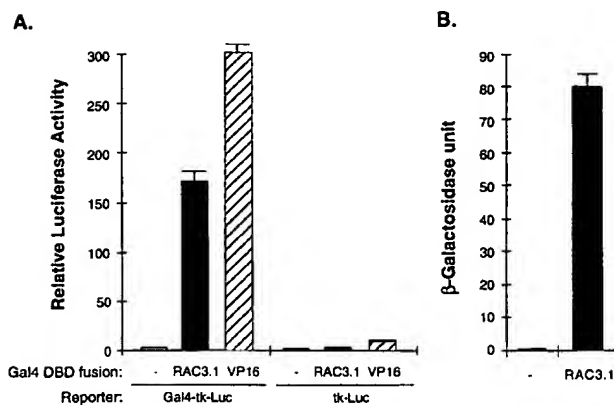 A.
Relative Luciferase Activity
300
250
200
150
100
50
0
Gal4 DBD fusion: - RAC3.1 VP16 - RAC3.1 VP16
Reporter: Gal4-tk-Luc tk-Luc
B.
β-Galactosidase unit
90
80
70
60
50
40
30
20
10
0
- RAC3.1